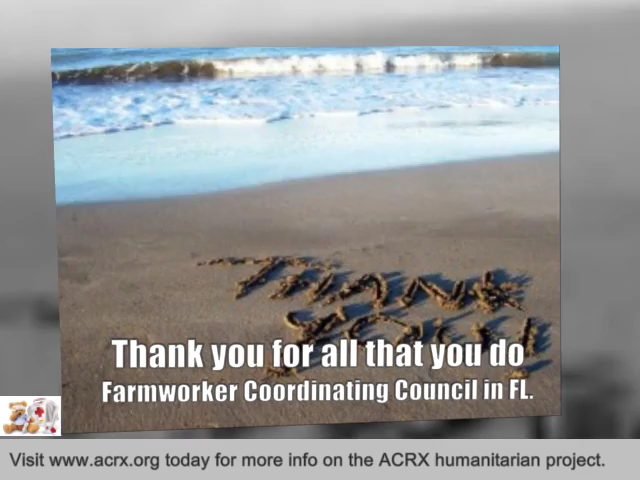 THANK
YOU!
Thank you for all that you do
Farmworker Coordinating Council in FL.
Visit www.acrx.org today for more info on the ACRX humanitarian project.